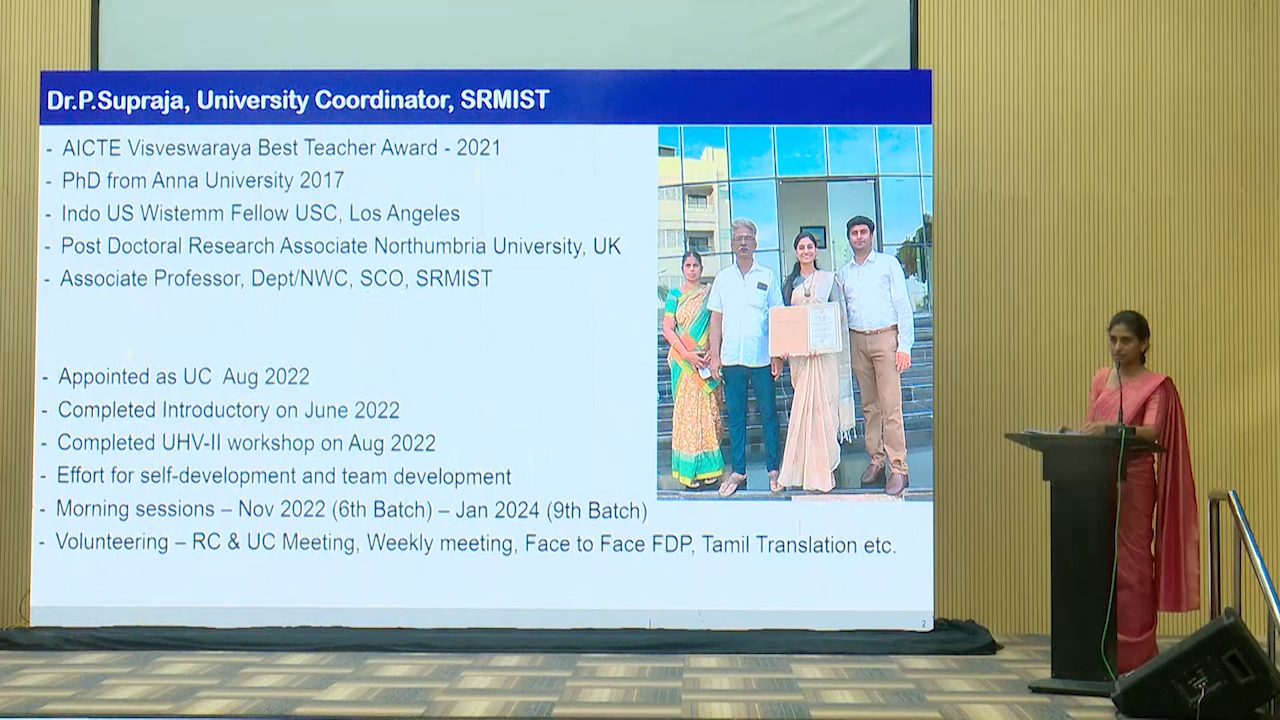 Dr.P.Supraja, University Coordinator, SRMIST
- AICTE Visveswaraya Best Teacher Award - 2021
- PhD from Anna University 2017
- Indo US Wistemm Fellow USC, Los Angeles
- Post Doctoral Research Associate Northumbria University, UK
- Associate Professor, Dept/NWC, SCO, SRMIST
- Appointed as UC Aug 2022
- Completed Introductory on June 2022
- Completed UHV-II workshop on Aug 2022
- Effort for self-development and team development
- Morning sessions – Nov 2022 (6th Batch) – Jan 2024 (9th Batch)
- Volunteering – RC & UC Meeting, Weekly meeting, Face to Face FDP, Tamil Translation etc.
2